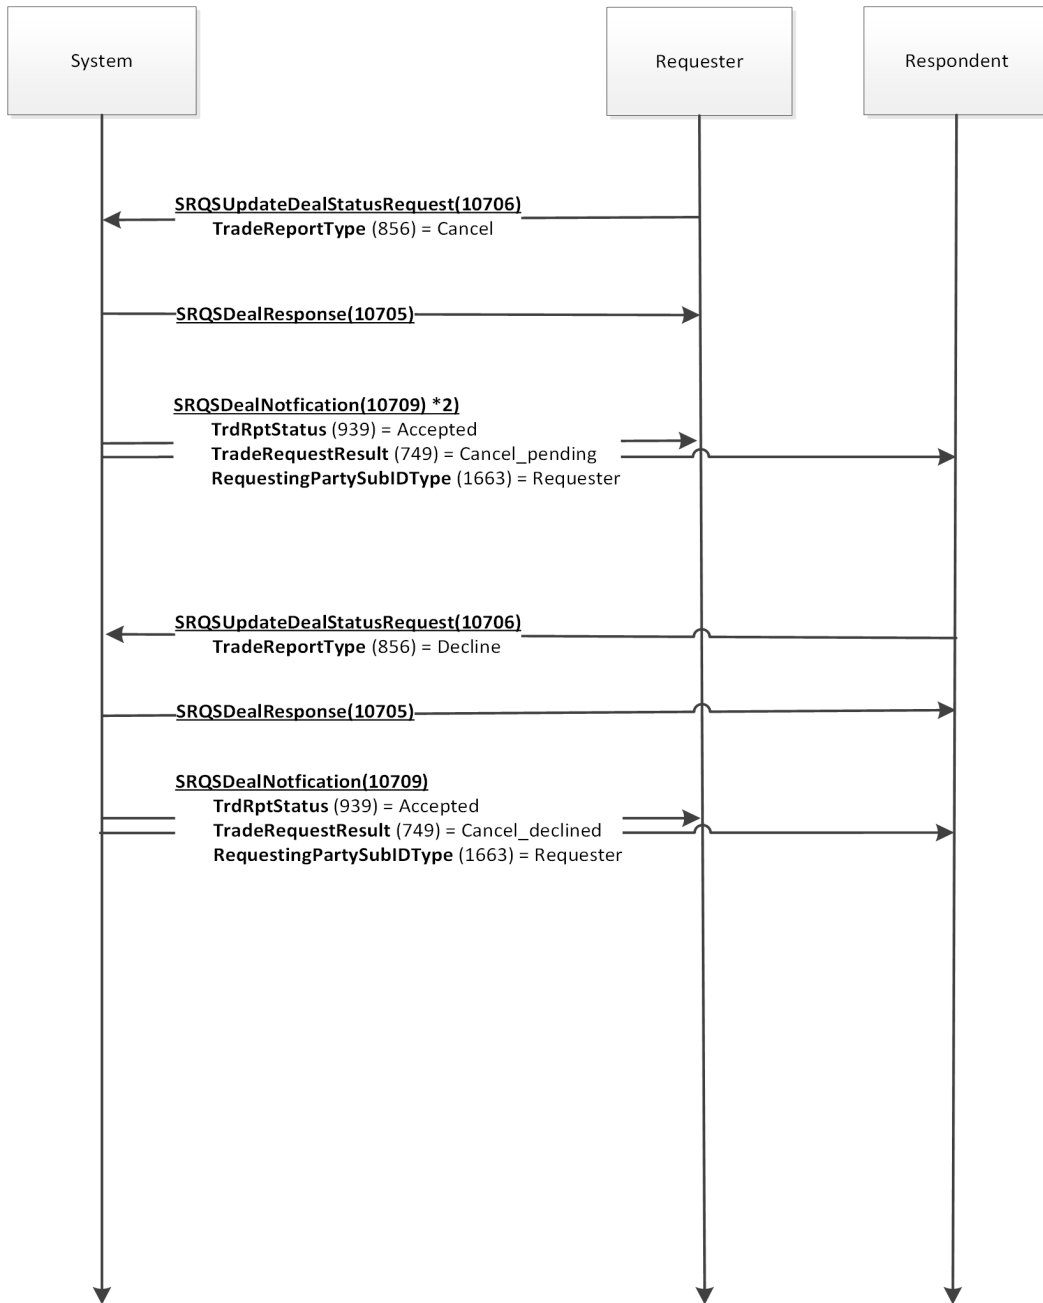 System
Requester
Respondent
SRQSUpdateDealStatusRequest(10706)
TradeReportType (856) = Cancel
SRQSDealResponse(10705)
SRQSDealNotfication(10709) *2)
TrdRptStatus (939) = Accepted
TradeRequestResult (749) = Cancel_pending
RequestingPartySubIDType (1663) = Requester
SRQSUpdateDealStatusRequest(10706)
TradeReportType (856) = Decline
SRQSDealResponse(10705)
SRQSDealNotfication(10709)
TrdRptStatus (939) = Accepted
TradeRequestResult (749) = Cancel_declined
RequestingPartySubIDType (1663) = Requester